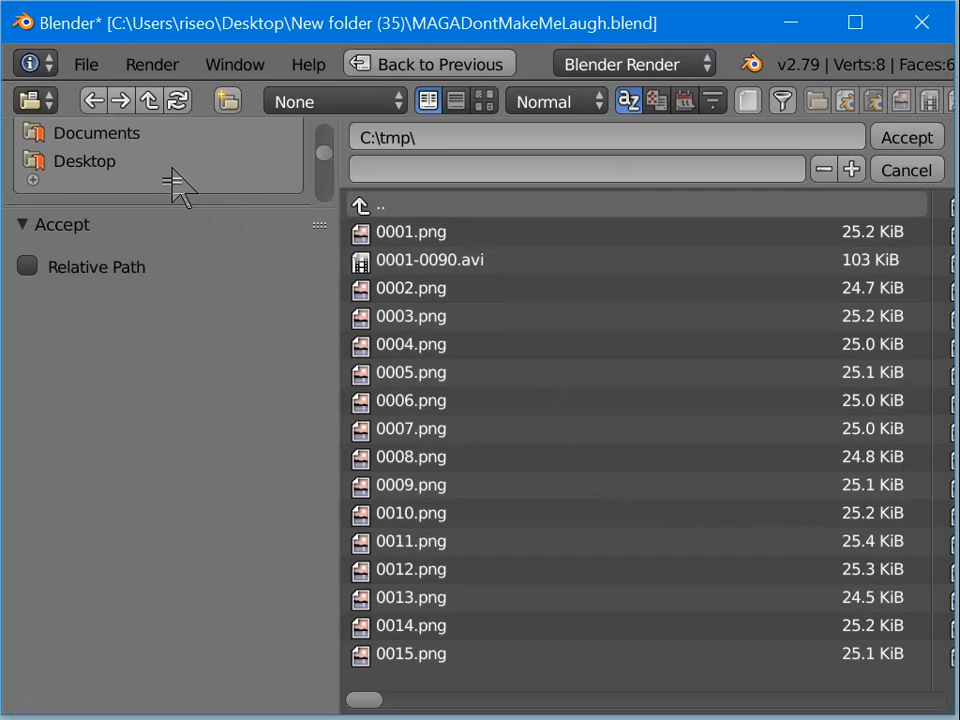 Blender* [C:\Users\riseo\Desktop\New folder (35)\MAGADontMakeMeLaugh.blend]
File Render Window Help Back to Previous Blender Render v2.79 | Verts:8 | Faces:6
None Normal
Documents
Desktop
Accept
Relative Path
C:\tmp\ Accept
Cancel
..
0001.png 25.2 KiB
0001-0090.avi 103 KiB
0002.png 24.7 KiB
0003.png 25.2 KiB
0004.png 25.0 KiB
0005.png 25.1 KiB
0006.png 25.0 KiB
0007.png 25.0 KiB
0008.png 24.8 KiB
0009.png 25.1 KiB
0010.png 25.2 KiB
0011.png 25.4 KiB
0012.png 25.3 KiB
0013.png 24.5 KiB
0014.png 25.2 KiB
0015.png 25.1 KiB